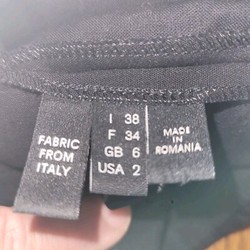 FABRIC
FROM
ITALY
I 38
F 34
GB 6
USA 2
MADE
IN
ROMANIA